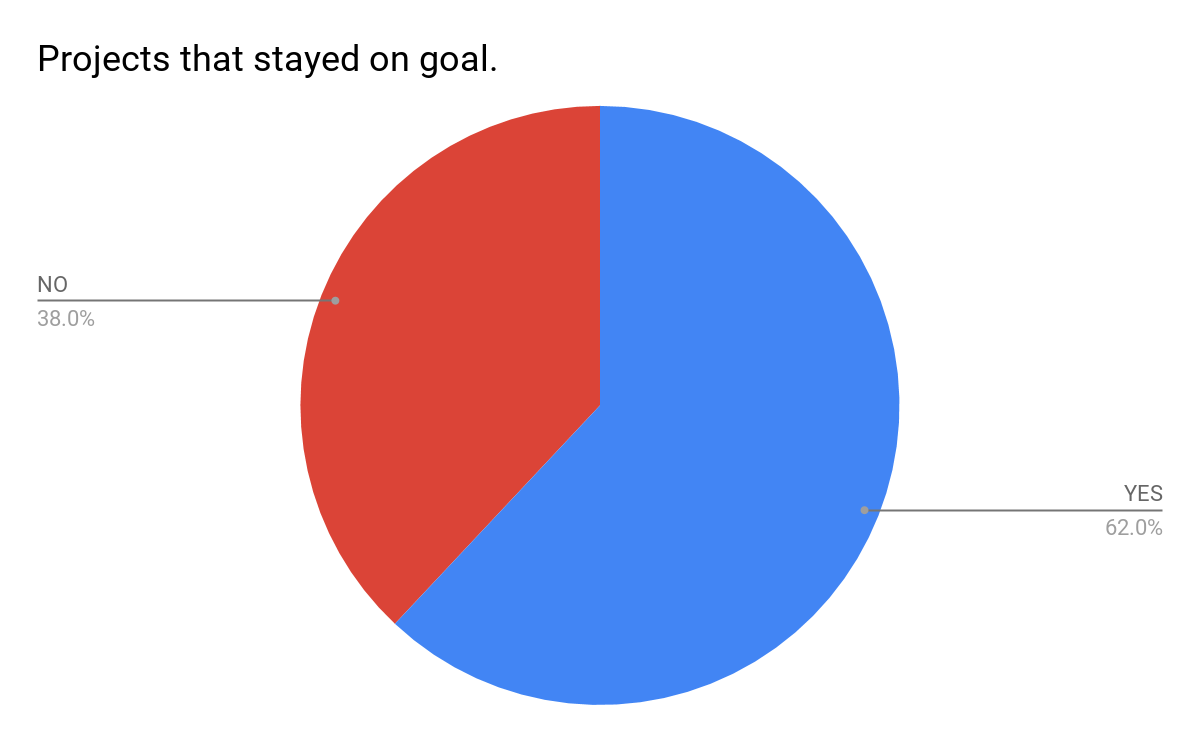 Projects that stayed on goal.
NO
38.0%
YES
62.0%